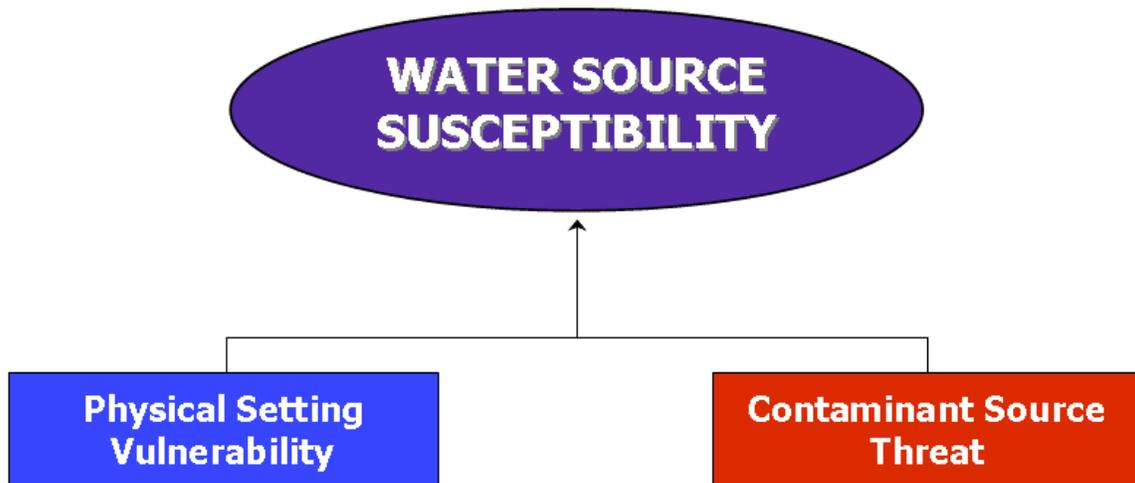 WATER SOURCE
SUSCEPTIBILITY
Physical Setting
Vulnerability
Contaminant Source
Threat